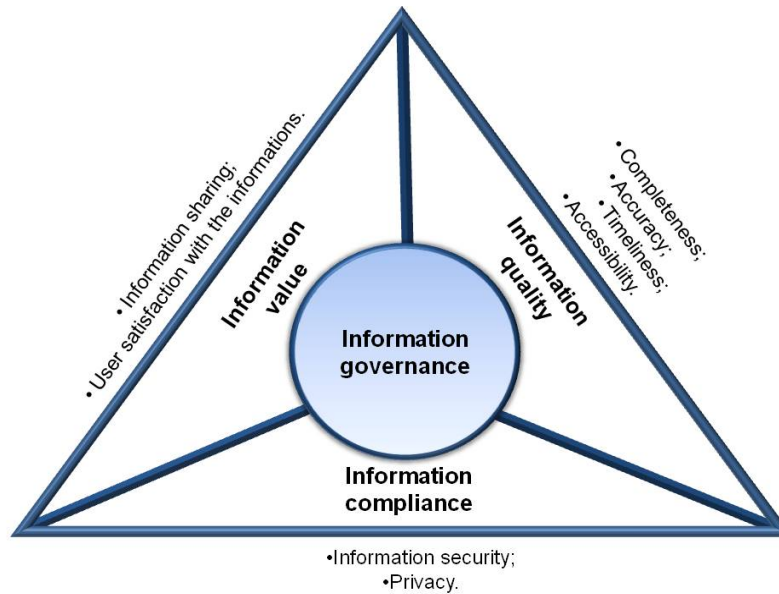 • Information sharing;
• User satisfaction with the informations.
Information
value
• Completeness;
• Accuracy;
• Timeliness;
• Accessibility.
Information
quality
Information
governance
Information
compliance
•Information security;
•Privacy.